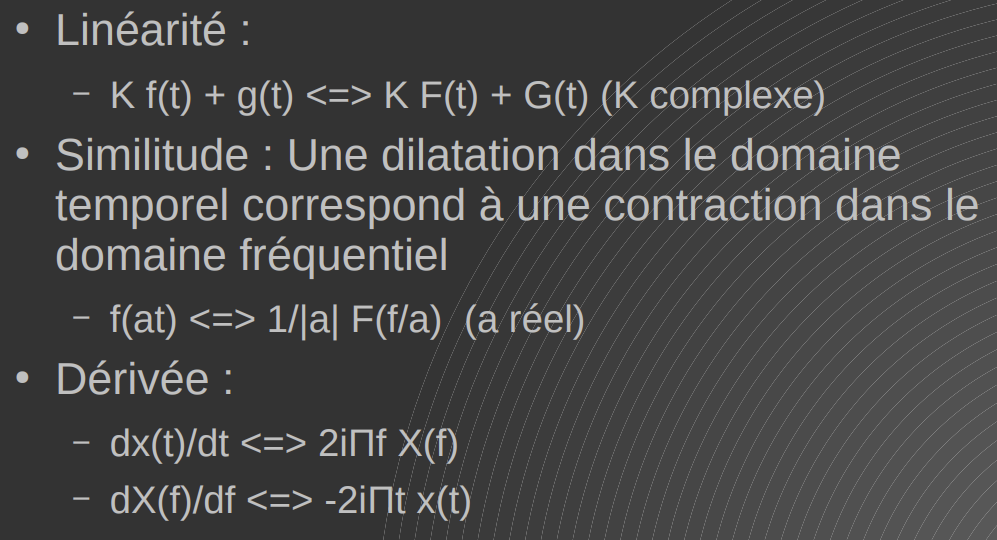 • Linéarité :
– K f(t) + g(t) <=> K F(t) + G(t) (K complexe)
• Similitude : Une dilatation dans le domaine
temporel correspond à une contraction dans le
domaine fréquentiel
– f(at) <=> 1/|a| F(f/a)  (a réel)
• Dérivée :
– dx(t)/dt <=> 2iΠf X(f)
– dX(f)/df <=> -2iΠt x(t)